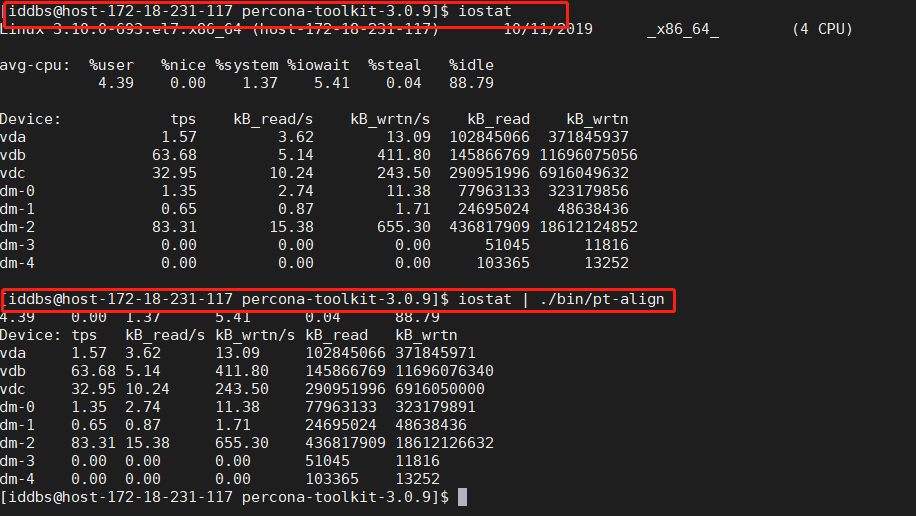 [iddbs@host-172-18-231-117 percona-toolkit-3.0.9]$ iostat
Linux 3.10.0-693.el7.x86_64 (host-172-18-231-117) 10/11/2019 _x86_64_ (4 CPU)
avg-cpu: %user %nice %system %iowait %steal %idle
4.39 0.00 1.37 5.41 0.04 88.79
Device: tps kB_read/s kB_wrtn/s kB_read kB_wrtn
vda 1.57 3.62 13.09 102845066 371845937
vdb 63.68 5.14 411.80 145866769 11696075056
vdc 32.95 10.24 243.50 290951996 6916049632
dm-0 1.35 2.74 11.38 77963133 323179856
dm-1 0.65 0.87 1.71 24695024 48638436
dm-2 83.31 15.38 655.30 436817909 18612124852
dm-3 0.00 0.00 0.00 51045 11816
dm-4 0.00 0.00 0.00 103365 13252
[iddbs@host-172-18-231-117 percona-toolkit-3.0.9]$ iostat | ./bin/pt-align
4.39 0.00 1.37 5.41 0.04 88.79
Device: tps kB_read/s kB_wrtn/s kB_read kB_wrtn
vda 1.57 3.62 13.09 102845066 371845971
vdb 63.68 5.14 411.80 145866769 11696076340
vdc 32.95 10.24 243.50 290951996 6916050000
dm-0 1.35 2.74 11.38 77963133 323179891
dm-1 0.65 0.87 1.71 24695024 48638436
dm-2 83.31 15.38 655.30 436817909 18612126632
dm-3 0.00 0.00 0.00 51045 11816
dm-4 0.00 0.00 0.00 103365 13252
[iddbs@host-172-18-231-117 percona-toolkit-3.0.9]$